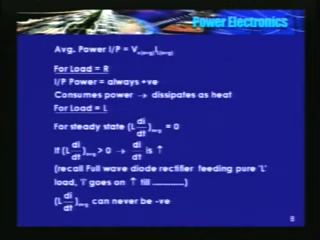 Power Electronics
Avg. Power I/P = V₀(avg)I₀(avg)
For Load = R
I/P Power = always +ve
Consumes power → dissipates as heat
For Load = L
For steady state (L di/dt)avg = 0
If (L di/dt)avg > 0 → di/dt is ↑
(recall Full wave diode rectifier feeding pure 'L'
load, 'i' goes on ↑ till ............)
(L di/dt)avg can never be -ve